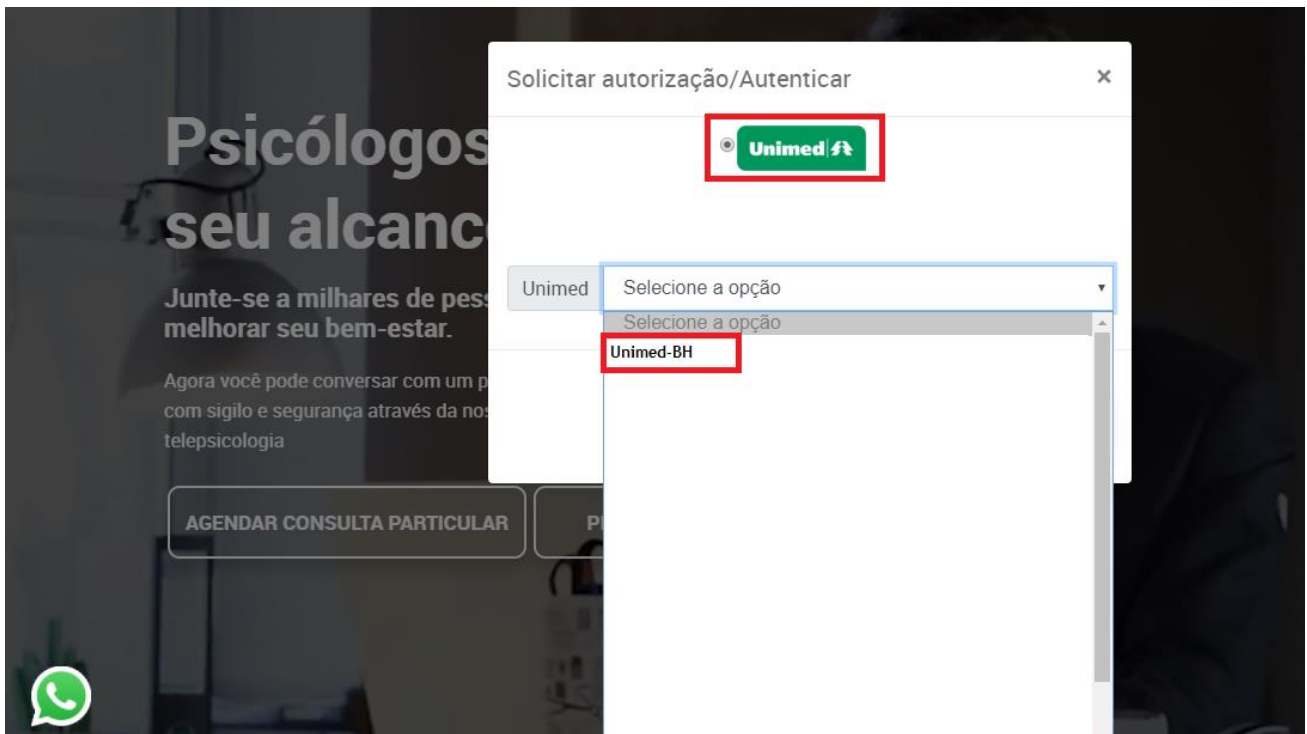 Solicitar autorização/Autenticar
×
Unimed
Psicólogos
seu alcance
Unimed
Selecione a opção
Selecione a opção
Unimed-BH
Junte-se a milhares de pess
melhorar seu bem-estar.
Agora você pode conversar com um p
com sigilo e segurança através da nos
telepsicologia
AGENDAR CONSULTA PARTICULAR